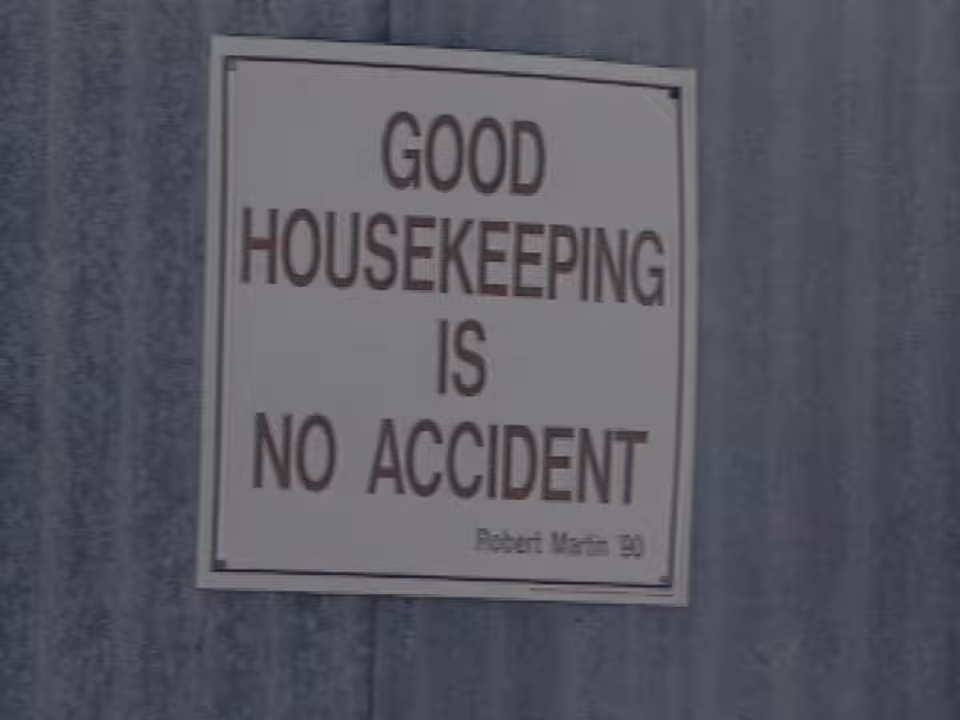 GOOD
HOUSEKEEPING
IS
NO ACCIDENT
Robert Martin '90